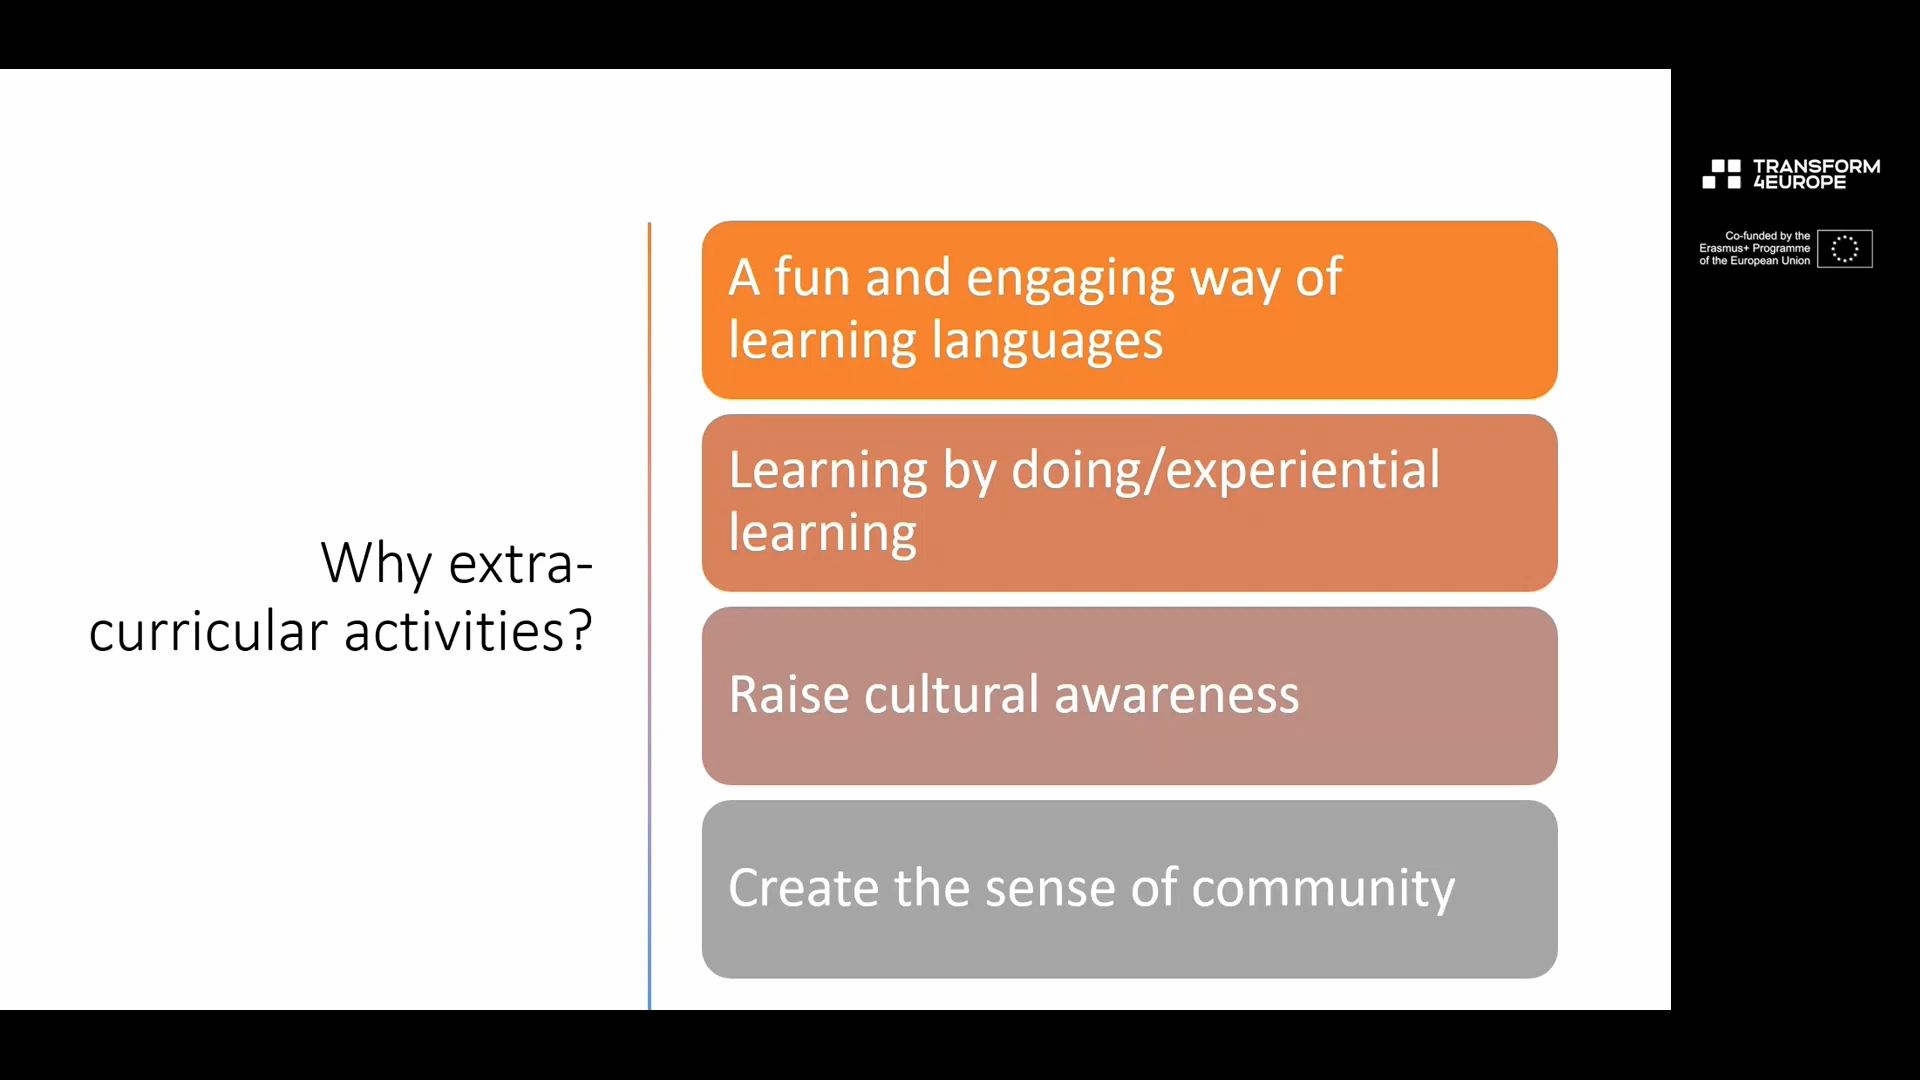 Why extra-
curricular activities?
A fun and engaging way of
learning languages
Learning by doing/experiential
learning
Raise cultural awareness
Create the sense of community
TRANSFORM
4EUROPE
Co-funded by the
Erasmus+ Programme
of the European Union